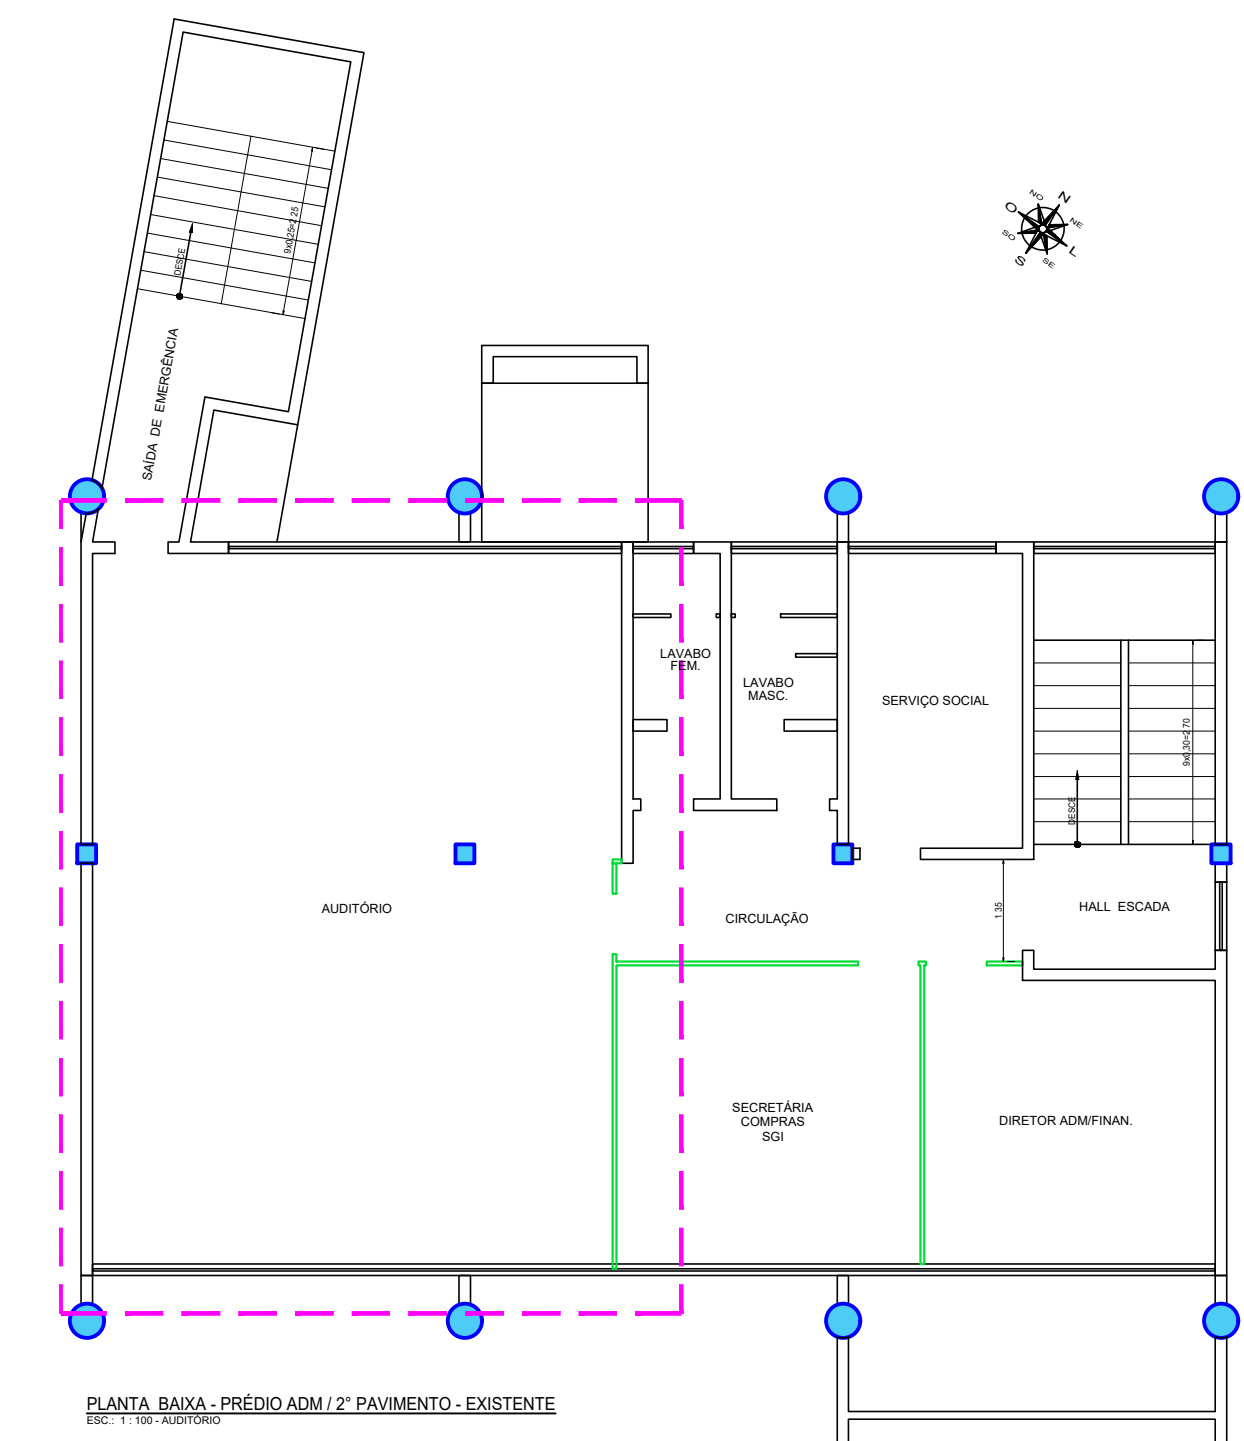 9x0,25=2,25
DESCE
SAÍDA DE EMERGÊNCIA
NO
N
O
NE
SO
L
S
SE
LAVABO
FEM.
LAVABO
MASC.
SERVIÇO SOCIAL
9x0,30=2,70
DESCE
AUDITÓRIO
CIRCULAÇÃO
1.35
HALL ESCADA
SECRETÁRIA
COMPRAS
SGI
DIRETOR ADM/FINAN.
PLANTA BAIXA - PRÉDIO ADM / 2° PAVIMENTO - EXISTENTE
ESC.: 1 : 100 - AUDITÓRIO